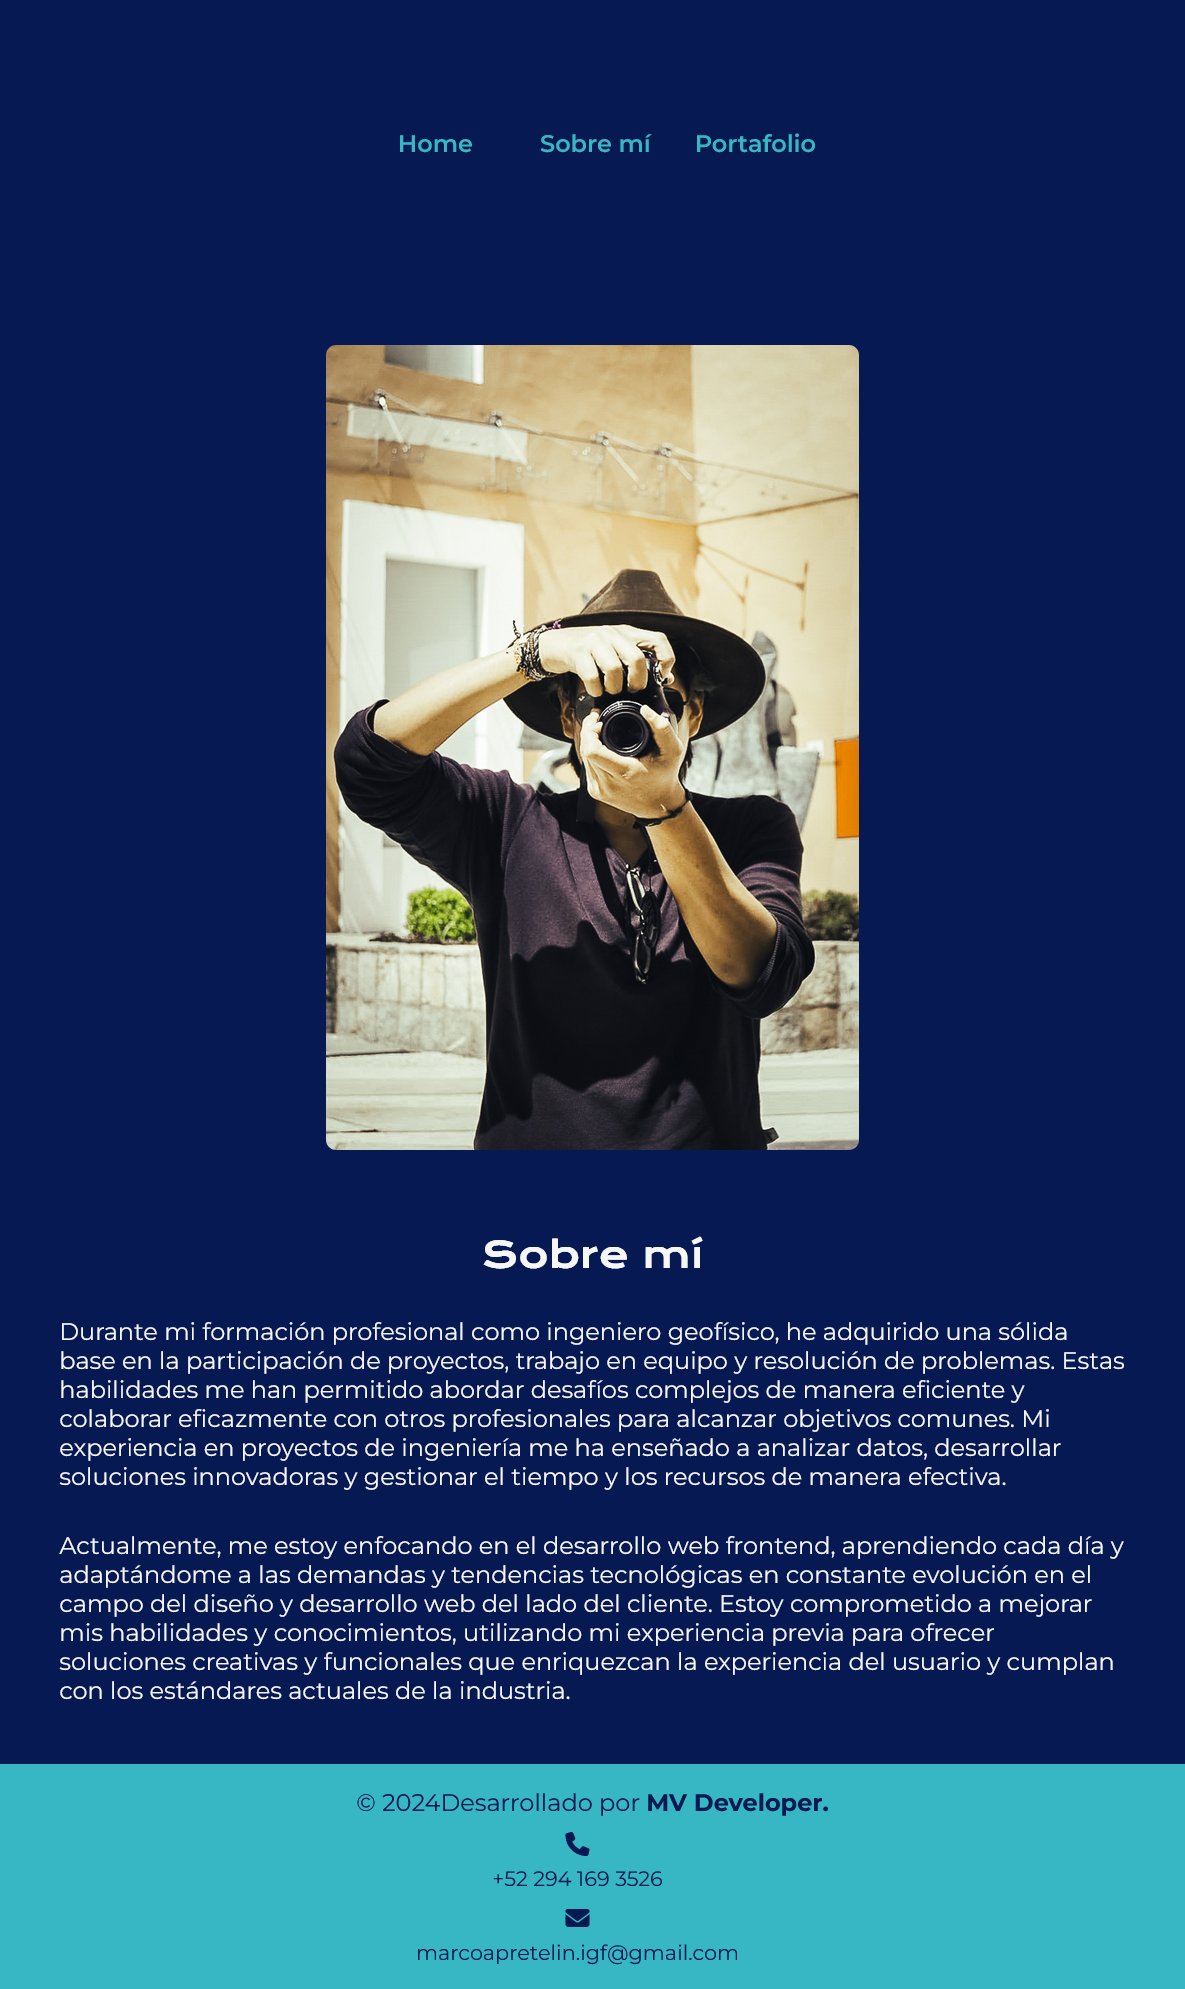 Home Sobre mí Portafolio
Sobre mí
Durante mi formación profesional como ingeniero geofísico, he adquirido una sólida
base en la participación de proyectos, trabajo en equipo y resolución de problemas. Estas
habilidades me han permitido abordar desafíos complejos de manera eficiente y
colaborar eficazmente con otros profesionales para alcanzar objetivos comunes. Mi
experiencia en proyectos de ingeniería me ha enseñado a analizar datos, desarrollar
soluciones innovadoras y gestionar el tiempo y los recursos de manera efectiva.
Actualmente, me estoy enfocando en el desarrollo web frontend, aprendiendo cada día y
adaptándome a las demandas y tendencias tecnológicas en constante evolución en el
campo del diseño y desarrollo web del lado del cliente. Estoy comprometido a mejorar
mis habilidades y conocimientos, utilizando mi experiencia previa para ofrecer
soluciones creativas y funcionales que enriquezcan la experiencia del usuario y cumplan
con los estándares actuales de la industria.
© 2024Desarrollado por MV Developer.
+52 294 169 3526
marcoapretelin.igf@gmail.com